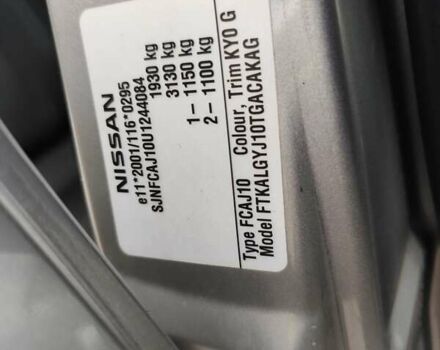 NISSAN
e11*2001/116*0295
SJNFCAJ10U1244084
1930 kg
3130 kg
1– 1150 kg
2– 1100 kg
Type FCAJ10 Colour, Trim KY0 G
Model FTKALGYJ10TGACAKAG